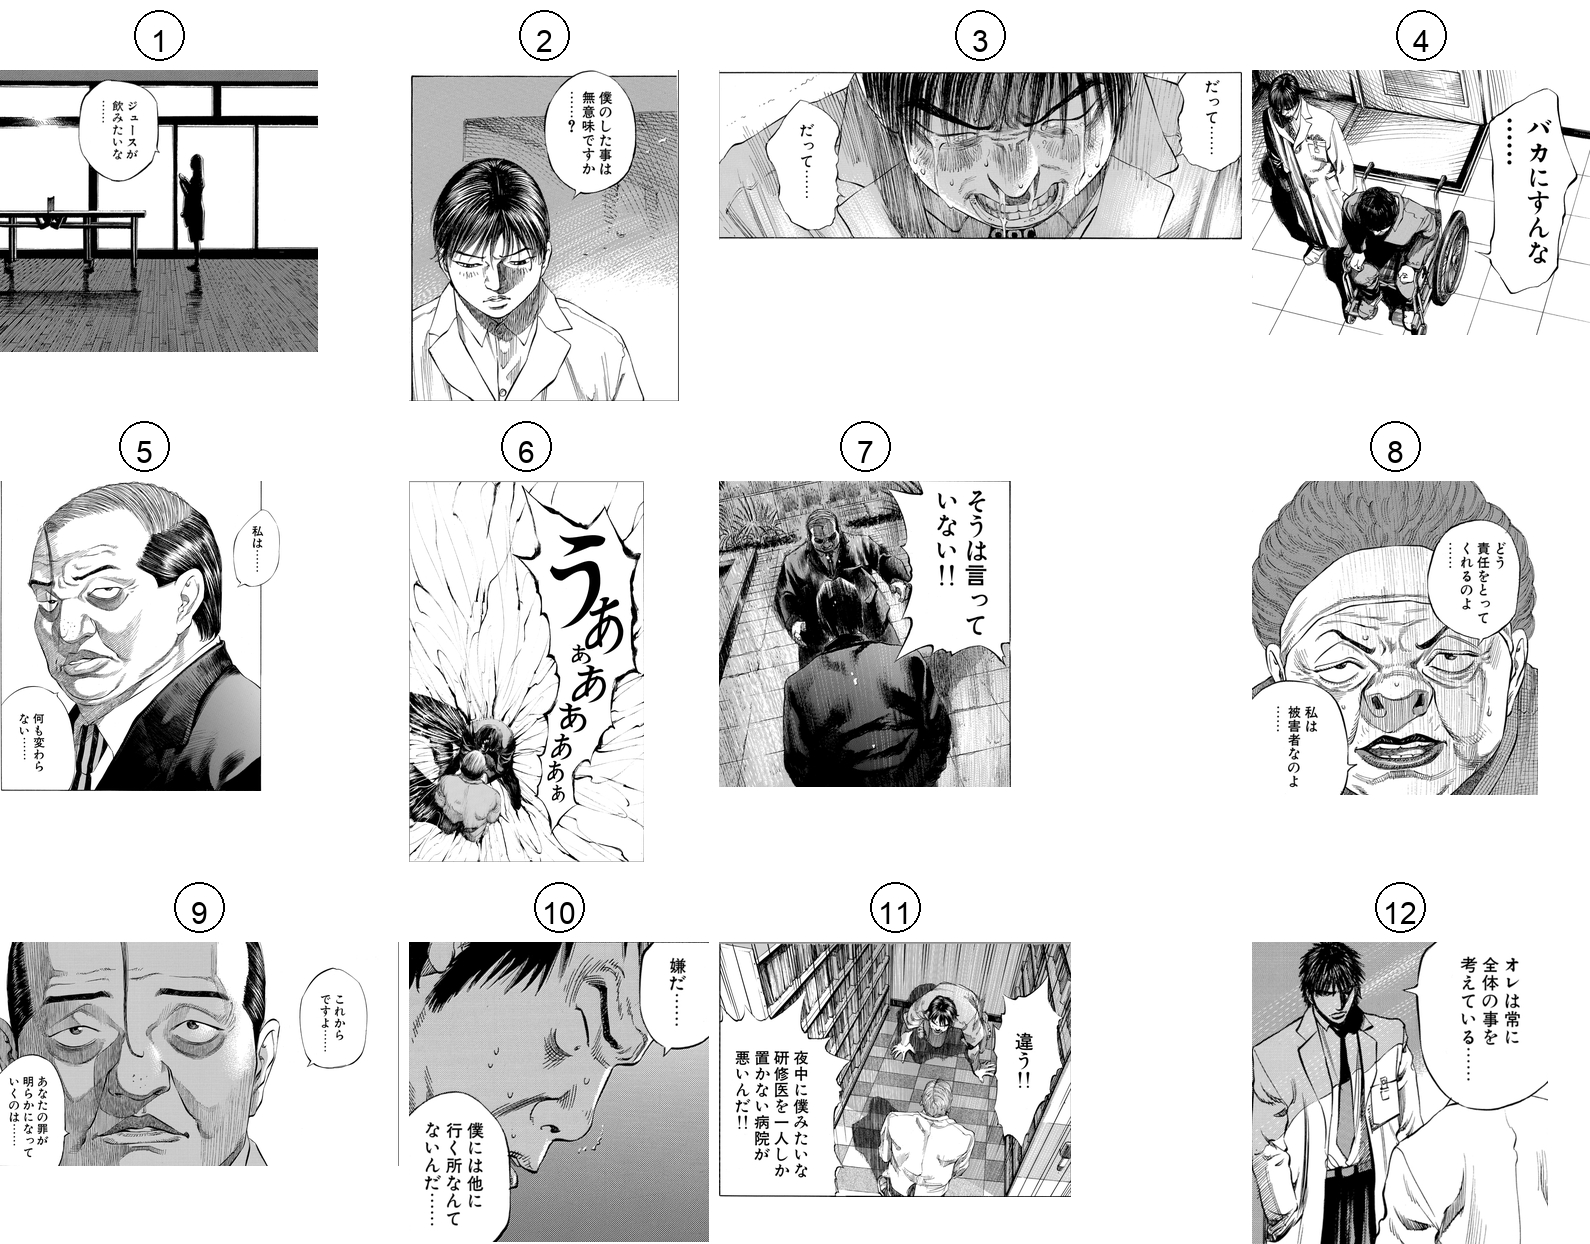 1
ジュースが
飲みたいな
……
2
僕のした事は
無意味ですか
……？
3
だって……
だって……
4
バカにすんな
……
5
私は……
何も変わら
ない……
6
うぁぁぁぁぁぁぁ
7
そうは言って
いない!!
8
どう
責任をとって
くれるのよ
……
私は
被害者なのよ
……
9
これから
ですよ……
あなたの罪が
明らかになって
いくのは……
10
嫌だ……
僕には他に
行く所なんて
ないんだ……
11
違う!!
夜中に僕みたいな
研修医を一人しか
置かない病院が
悪いんだ!!
12
オレは常に
全体の事を
考えている……